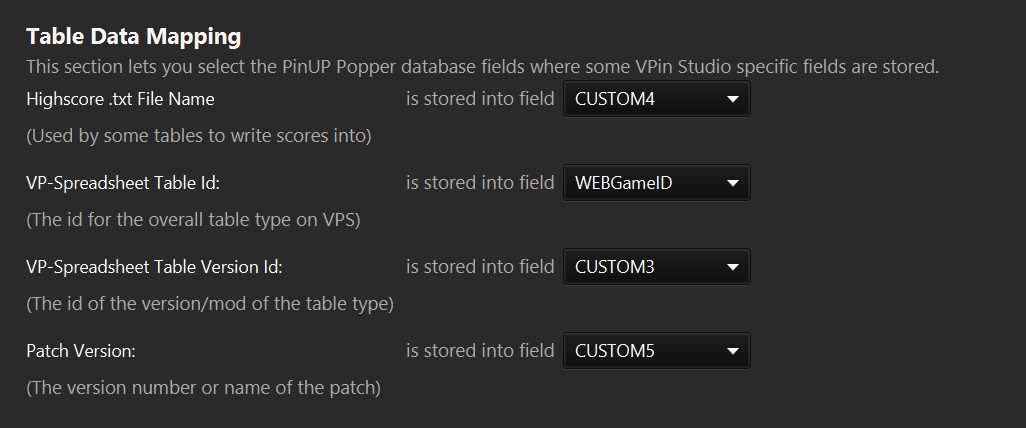 Table Data Mapping
This section lets you select the PinUP Popper database fields where some VPin Studio specific fields are stored.
Highscore .txt File Name is stored into field CUSTOM4
(Used by some tables to write scores into)
VP-Spreadsheet Table Id: is stored into field WEBGameID
(The id for the overall table type on VPS)
VP-Spreadsheet Table Version Id: is stored into field CUSTOM3
(The id of the version/mod of the table type)
Patch Version: is stored into field CUSTOM5
(The version number or name of the patch)